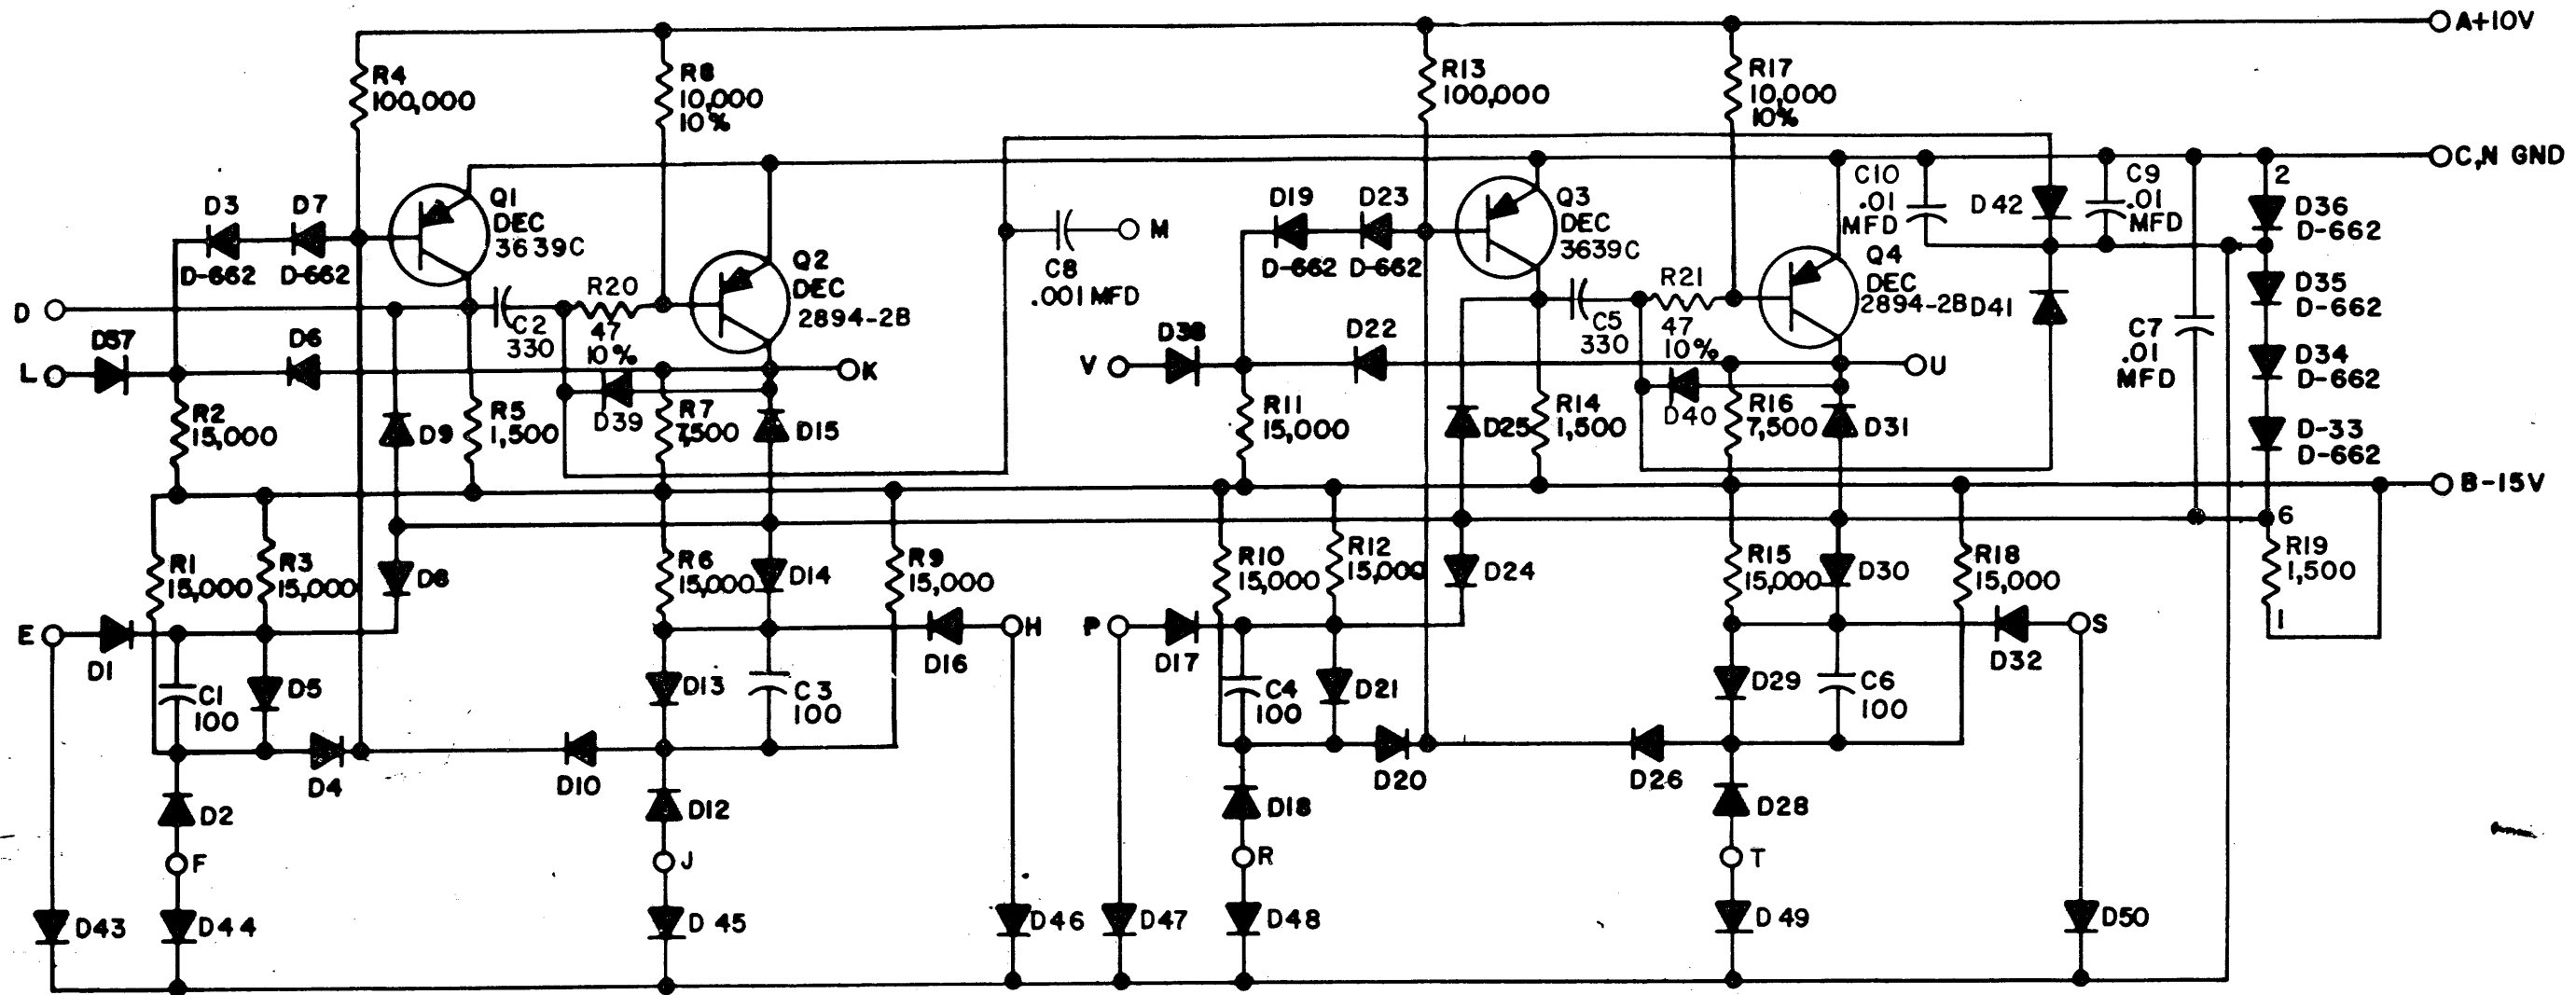 A+10V
R4
100,000
R8
10,000
10%
R13
100,000
R17
10,000
10%
C,N GND
D3
D-662
D7
D-662
Q1
DEC
3639C
Q2
DEC
2894-2B
R20
47
10%
C2
330
C8
.001MFD
M
D19
D-662
D23
D-662
Q3
DEC
3639C
R21
47
10%
C5
330
Q4
DEC
2894-2B
C10
.01
MFD
D42
D41
C9
.01
MFD
C7
.01
MFD
2
D36
D-662
D35
D-662
D34
D-662
D-33
D-662
D
L
D37
D6
K
R2
15,000
D9
R5
1,500
D39
R7
7,500
D15
V
D38
D22
U
R11
15,000
D25
R14
1,500
D40
R16
7,500
D31
B-15V
6
R1
15,000
R3
15,000
D8
R6
15,000
D14
R9
15,000
R10
15,000
R12
15,000
D24
R15
15,000
D30
R18
15,000
R19
1,500
1
E
D1
C1
100
D5
D4
D10
D13
C3
100
D16
H
P
D17
C4
100
D21
D20
D26
D29
C6
100
D32
S
D2
F
D12
J
D18
R
D28
T
D43
D44
D 45
D46
D47
D48
D 49
D50